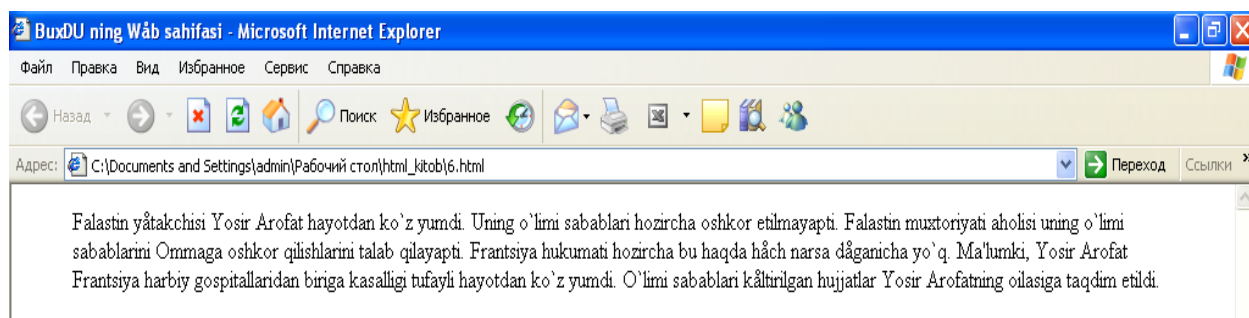 BuxDU ning Wåb sahifasi - Microsoft Internet Explorer
Файл Правка Вид Избранное Сервис Справка
Назад Поиск Избранное
Адрес: C:\Documents and Settings\admin\Рабочий стол\html_kitob\6.html Переход Ссылки »
Falastin yåtakchisi Yosir Arofat hayotdan ko`z yumdi. Uning o`limi sabablari hozircha oshkor etilmayapti. Falastin muxtoriyati aholisi uning o`limi
sabablarini Ommaga oshkor qilishlarini talab qilayapti. Frantsiya hukumati hozircha bu haqda håch narsa dåganicha yo`q. Ma'lumki, Yosir Arofat
Frantsiya harbiy gospitallaridan biriga kasalligi tufayli hayotdan ko`z yumdi. O`limi sabablari kåltirilgan hujjatlar Yosir Arofatning oilasiga taqdim etildi.